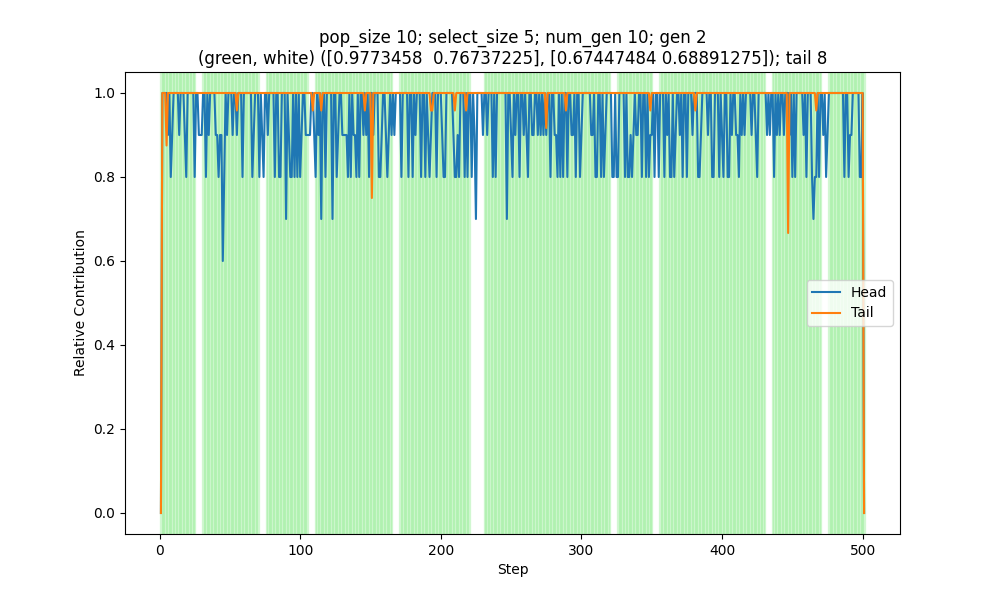 pop_size 10; select_size 5; num_gen 10; gen 2
(green, white) ([0.9773458  0.76737225], [0.67447484 0.68891275]); tail 8
1.0
0.8
0.6
0.4
0.2
0.0
Relative Contribution
Head
Tail
0 100 200 300 400 500
Step